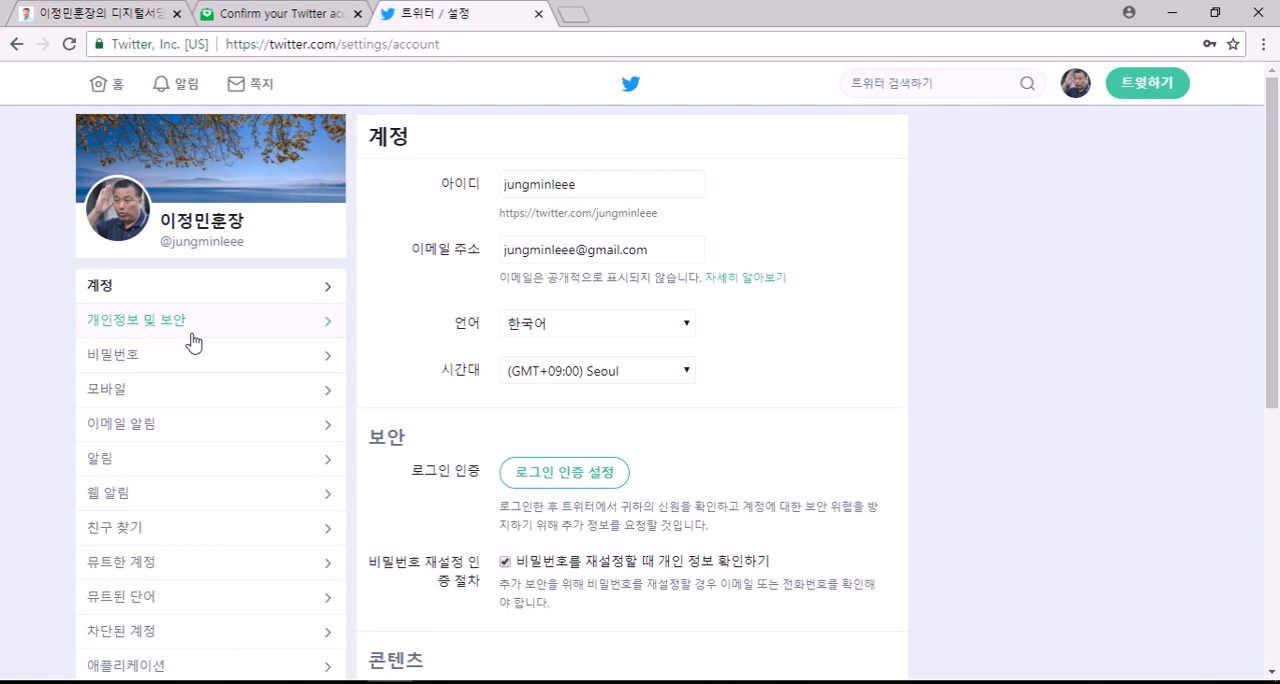 이정민훈장의 디지털서당
Confirm your Twitter acc
트위터 / 설정
Twitter, Inc. [US]
https://twitter.com/settings/account
홈
알림
쪽지
트위터 검색하기
트윗하기
이정민훈장
@jungminleee
계정
개인정보 및 보안
비밀번호
모바일
이메일 알림
알림
웹 알림
친구 찾기
뮤트한 계정
뮤트된 단어
차단된 계정
애플리케이션
계정
아이디
jungminleee
https://twitter.com/jungminleee
이메일 주소
jungminleee@gmail.com
이메일은 공개적으로 표시되지 않습니다. 자세히 알아보기
언어
한국어
시간대
(GMT+09:00) Seoul
보안
로그인 인증
로그인 인증 설정
로그인한 후 트위터에서 귀하의 신원을 확인하고 계정에 대한 보안 위협을 방
지하기 위해 추가 정보를 요청할 것입니다.
비밀번호 재설정 인
증 절차
비밀번호를 재설정할 때 개인 정보 확인하기
추가 보안을 위해 비밀번호를 재설정할 경우 이메일 또는 전화번호를 확인해
야 합니다.
콘텐츠